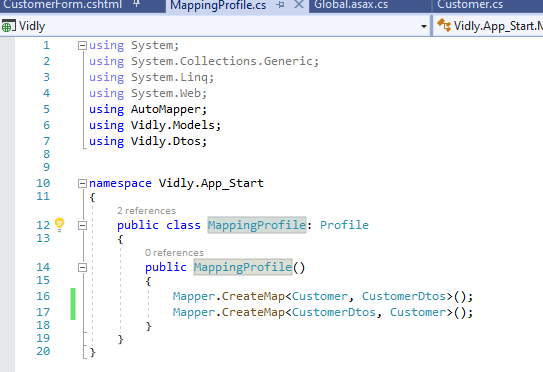 CustomerForm.cshtml MappingProfile.cs Global.asax.cs Customer.cs
Vidly Vidly.App_Start.
1 using System;
2 using System.Collections.Generic;
3 using System.Linq;
4 using System.Web;
5 using AutoMapper;
6 using Vidly.Models;
7 using Vidly.Dtos;
8
9
10 namespace Vidly.App_Start
11 {
2 references
12 public class MappingProfile: Profile
13 {
0 references
14 public MappingProfile()
15 {
16 Mapper.CreateMap<Customer, CustomerDtos>();
17 Mapper.CreateMap<CustomerDtos, Customer>();
18 }
19 }
20 }